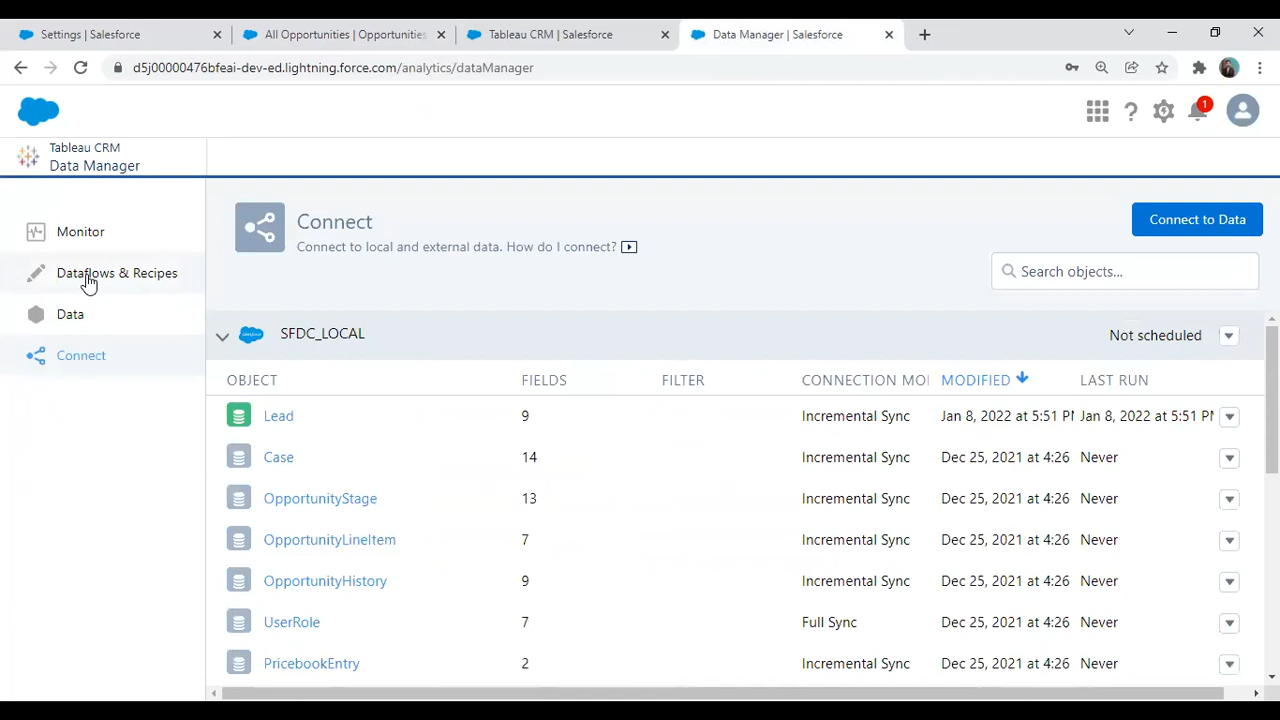 Settings | Salesforce
All Opportunities | Opportunities
Tableau CRM | Salesforce
Data Manager | Salesforce
d5j00000476bfeai-dev-ed.lightning.force.com/analytics/dataManager
1
Tableau CRM
Data Manager
Monitor
Dataflows & Recipes
Data
Connect
Connect
Connect to local and external data. How do I connect?
Connect to Data
Search objects...
SFDC_LOCAL
Not scheduled
OBJECT FIELDS FILTER CONNECTION MO MODIFIED LAST RUN
Lead 9 Incremental Sync Jan 8, 2022 at 5:51 PM Jan 8, 2022 at 5:51 PM
Case 14 Incremental Sync Dec 25, 2021 at 4:26 Never
OpportunityStage 13 Incremental Sync Dec 25, 2021 at 4:26 Never
OpportunityLineItem 7 Incremental Sync Dec 25, 2021 at 4:26 Never
OpportunityHistory 9 Incremental Sync Dec 25, 2021 at 4:26 Never
UserRole 7 Full Sync Dec 25, 2021 at 4:26 Never
PricebookEntry 2 Incremental Sync Dec 25, 2021 at 4:26 Never